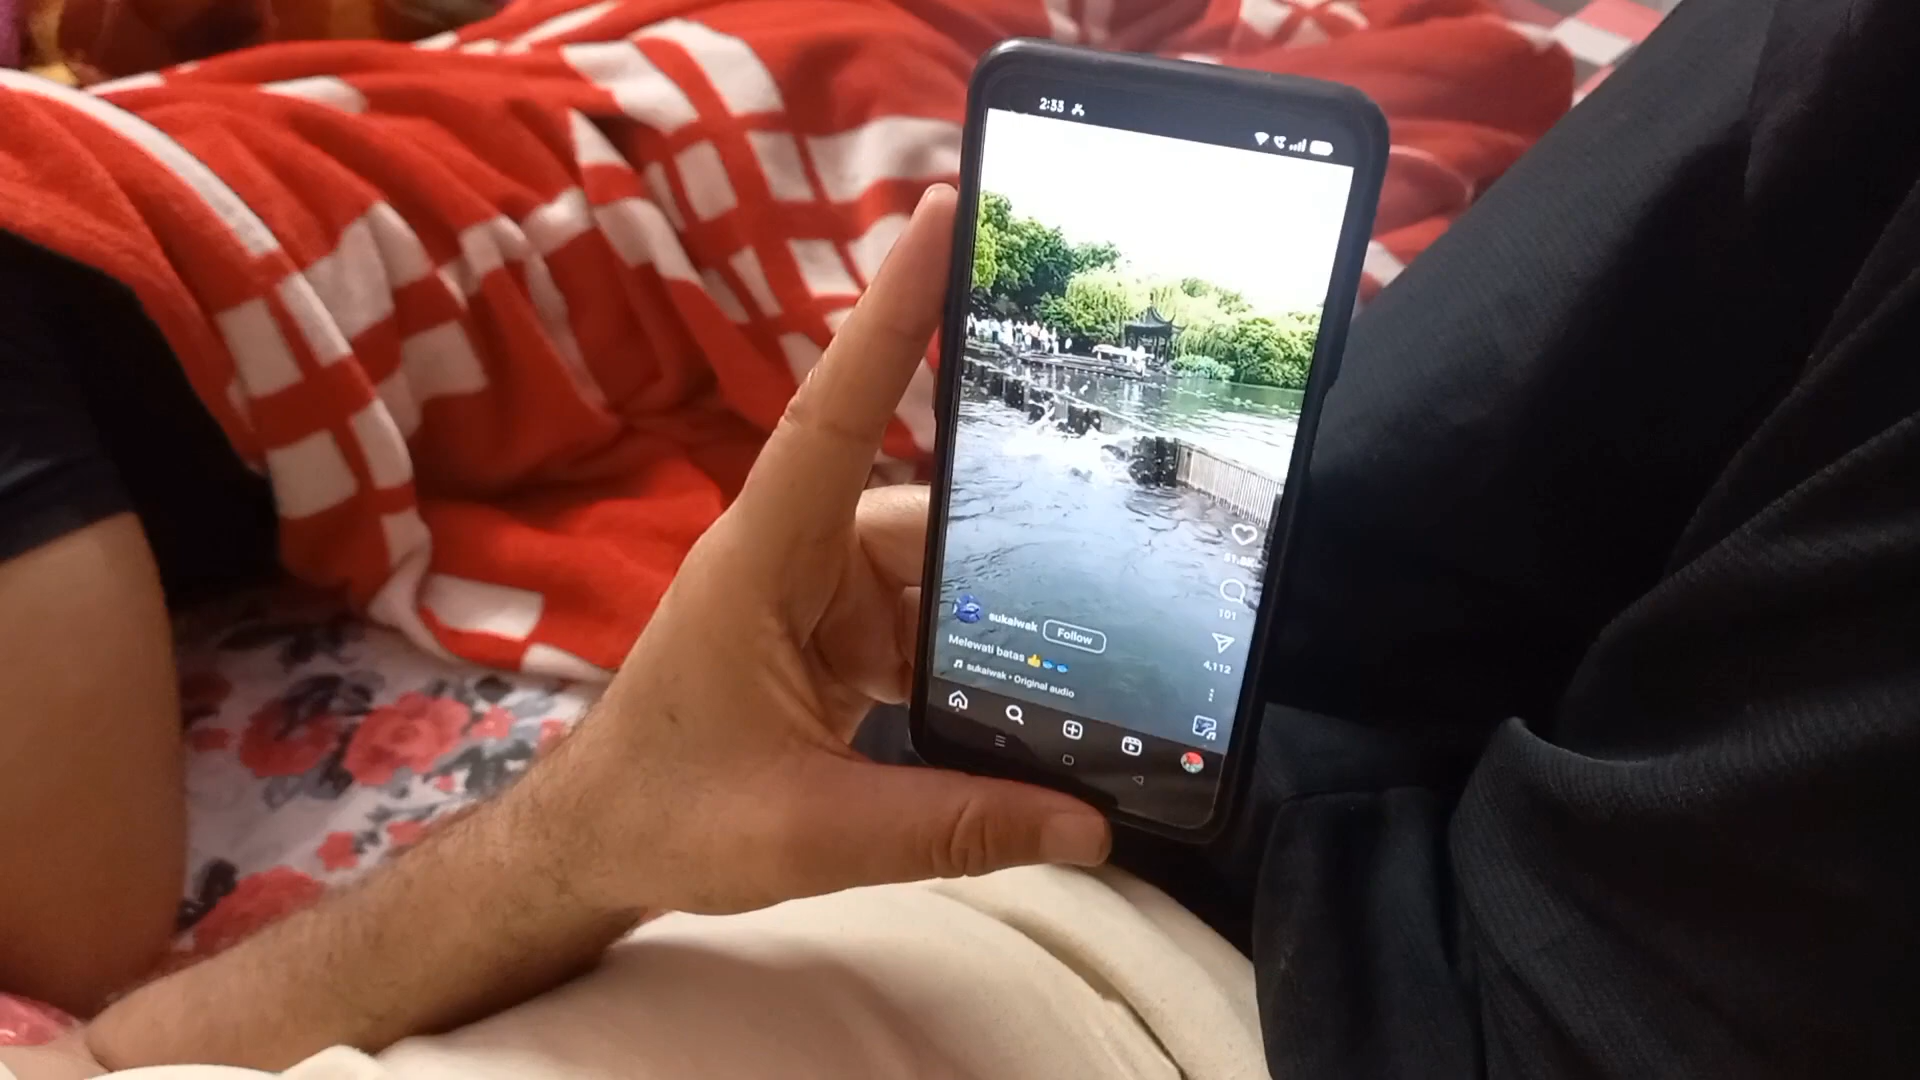 2:33
101
sukaiwak Follow
4,112
Melewati batas 👍🐟🐟
sukaiwak • Original audio